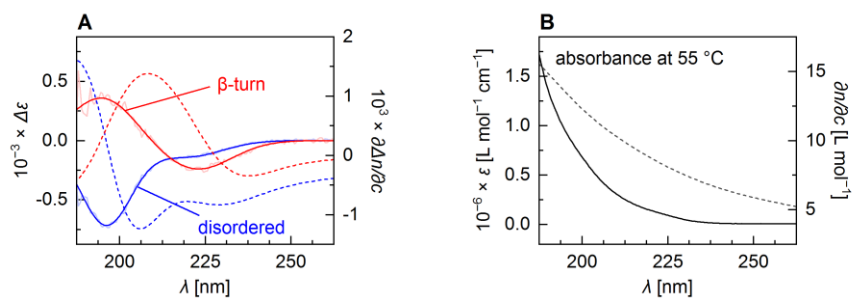 A
10⁻³ × Δε
0.5
0.0
-0.5
β-turn
disordered
2
1
0
-1
10³ × ∂Δn/∂c
200
225
250
λ [nm]
B
absorbance at 55 °C
10⁻⁶ × ε [L mol⁻¹ cm⁻¹]
1.5
1.0
0.5
0.0
15
10
5
∂n/∂c [L mol⁻¹]
200
225
250
λ [nm]